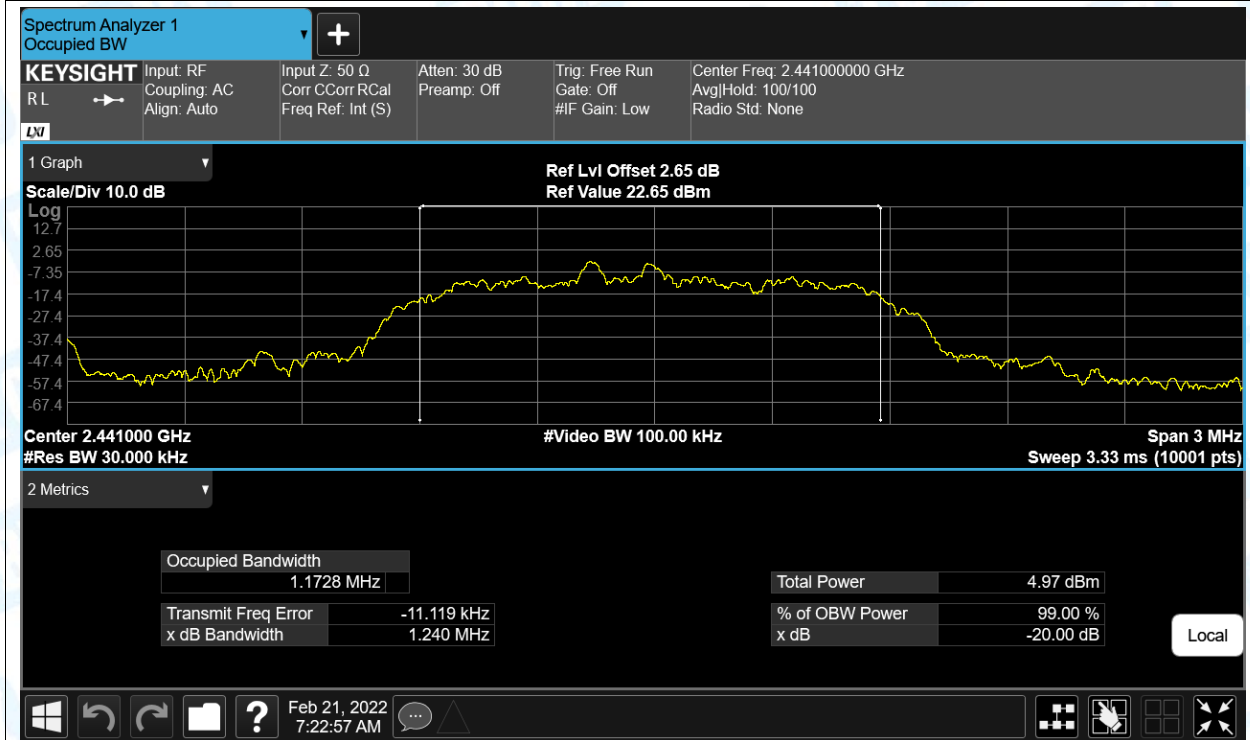 Spectrum Analyzer 1
Occupied BW
KEYSIGHT
R L
LXI
Input: RF
Coupling: AC
Align: Auto
Input Z: 50 Ω
Corr CCorr RCal
Freq Ref: Int (S)
Atten: 30 dB
Preamp: Off
Trig: Free Run
Gate: Off
#IF Gain: Low
Center Freq: 2.441000000 GHz
Avg|Hold: 100/100
Radio Std: None
1 Graph
Scale/Div 10.0 dB
Ref Lvl Offset 2.65 dB
Ref Value 22.65 dBm
Log
12.7
2.65
-7.35
-17.4
-27.4
-37.4
-47.4
-57.4
-67.4
Center 2.441000 GHz
#Res BW 30.000 kHz
#Video BW 100.00 kHz
Span 3 MHz
Sweep 3.33 ms (10001 pts)
2 Metrics
Occupied Bandwidth
1.1728 MHz
Transmit Freq Error -11.119 kHz
x dB Bandwidth 1.240 MHz
Total Power 4.97 dBm
% of OBW Power 99.00 %
x dB -20.00 dB
Local
?
Feb 21, 2022
7:22:57 AM